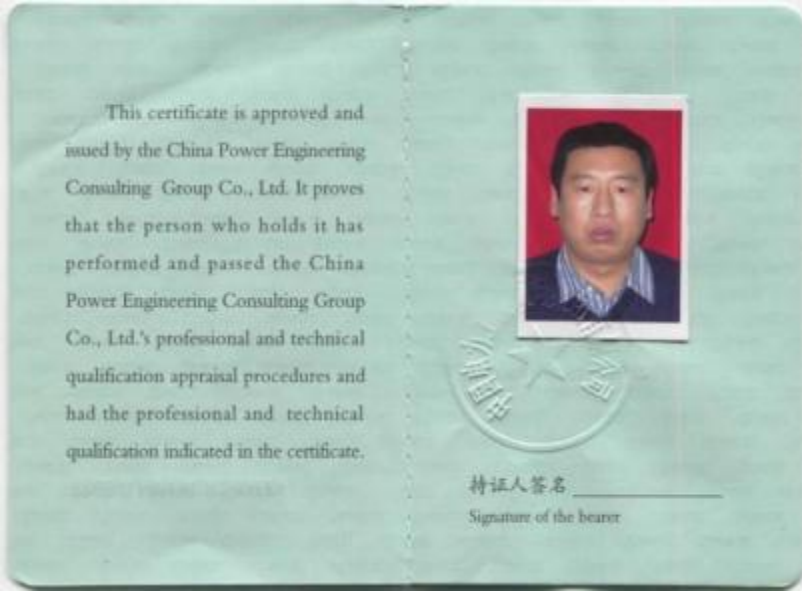 This certificate is approved and
issued by the China Power Engineering
Consulting Group Co., Ltd. It proves
that the person who holds it has
performed and passed the China
Power Engineering Consulting Group
Co., Ltd.'s professional and technical
qualification appraisal procedures and
had the professional and technical
qualification indicated in the certificate.
持证人签名
Signature of the bearer